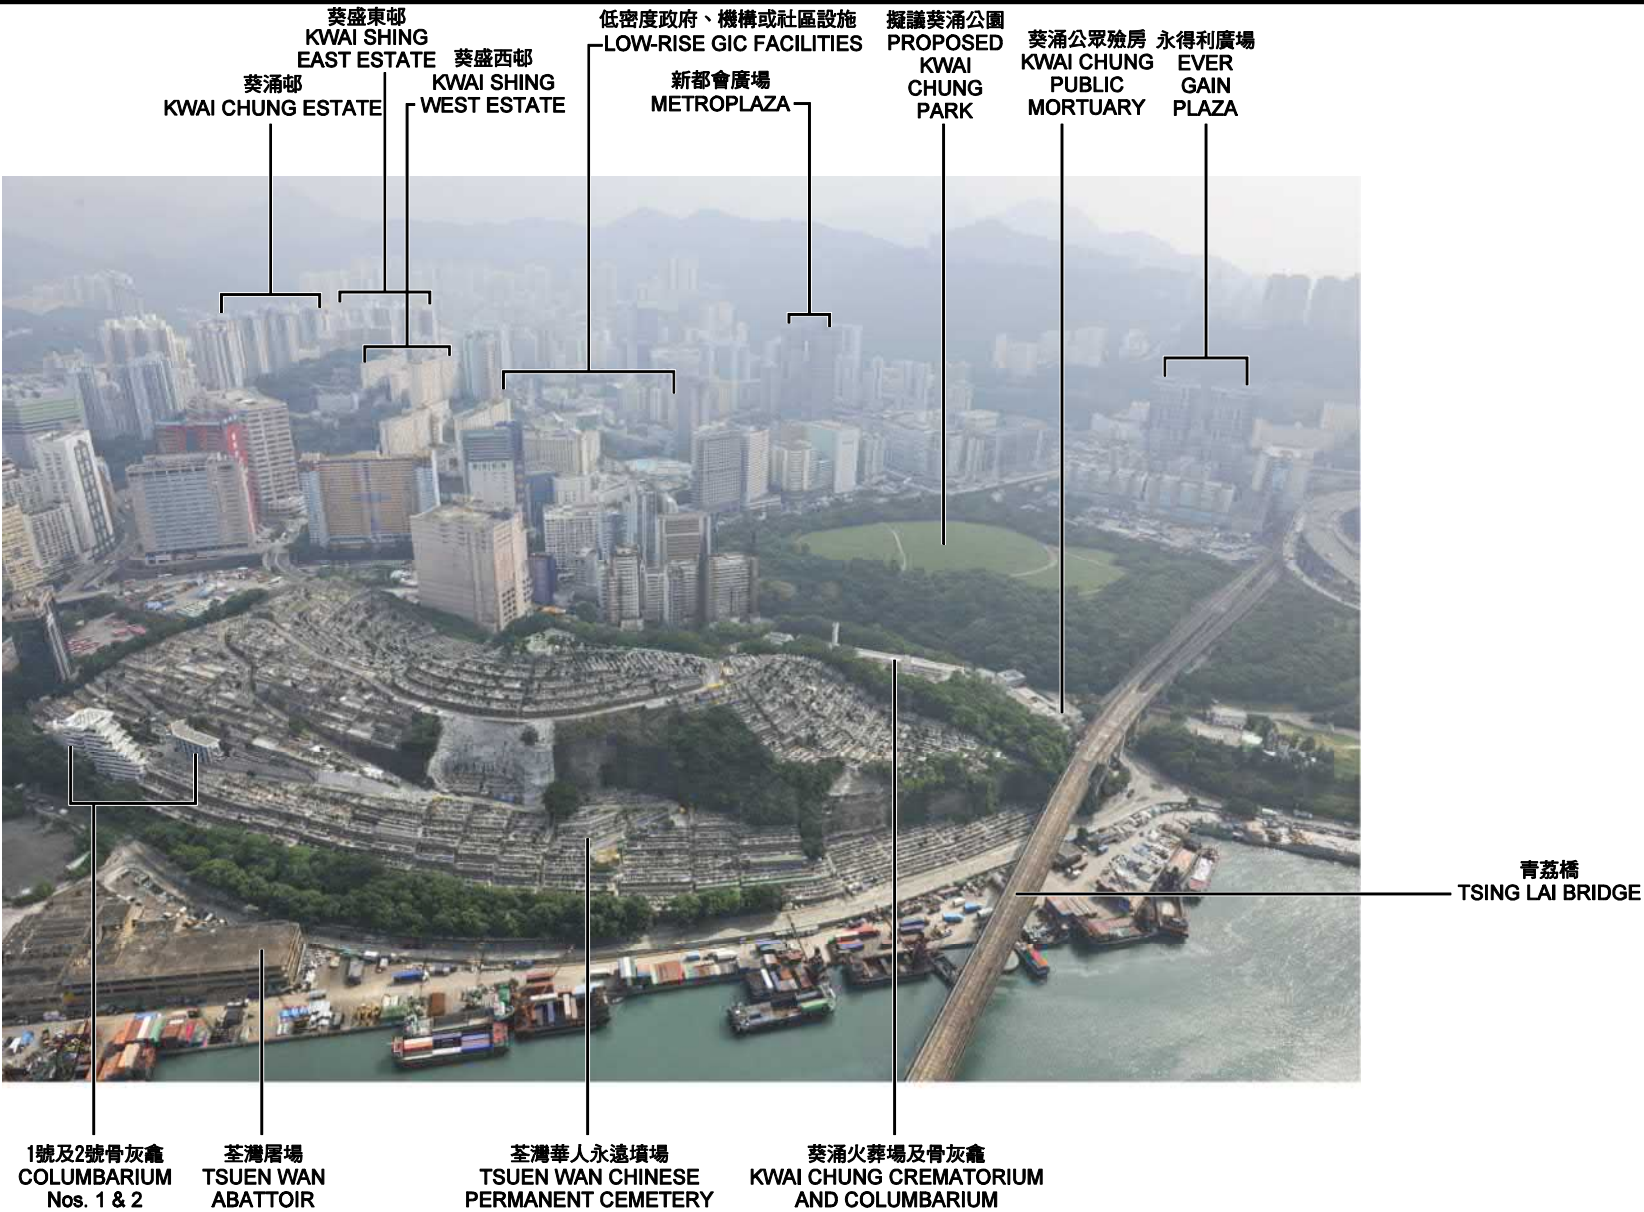 葵盛東邨
KWAI SHING
EAST ESTATE
葵涌邨
KWAI CHUNG ESTATE
葵盛西邨
KWAI SHING
WEST ESTATE
低密度政府、機構或社區設施
LOW-RISE GIC FACILITIES
新都會廣場
METROPLAZA
擬議葵涌公園
PROPOSED
KWAI
CHUNG
PARK
葵涌公眾殮房
KWAI CHUNG
PUBLIC
MORTUARY
永得利廣場
EVER
GAIN
PLAZA
青荔橋
TSING LAI BRIDGE
1號及2號骨灰龕
COLUMBARIUM
Nos. 1 & 2
荃灣屠場
TSUEN WAN
ABATTOIR
荃灣華人永遠墳場
TSUEN WAN CHINESE
PERMANENT CEMETERY
葵涌火葬場及骨灰龕
KWAI CHUNG CREMATORIUM
AND COLUMBARIUM